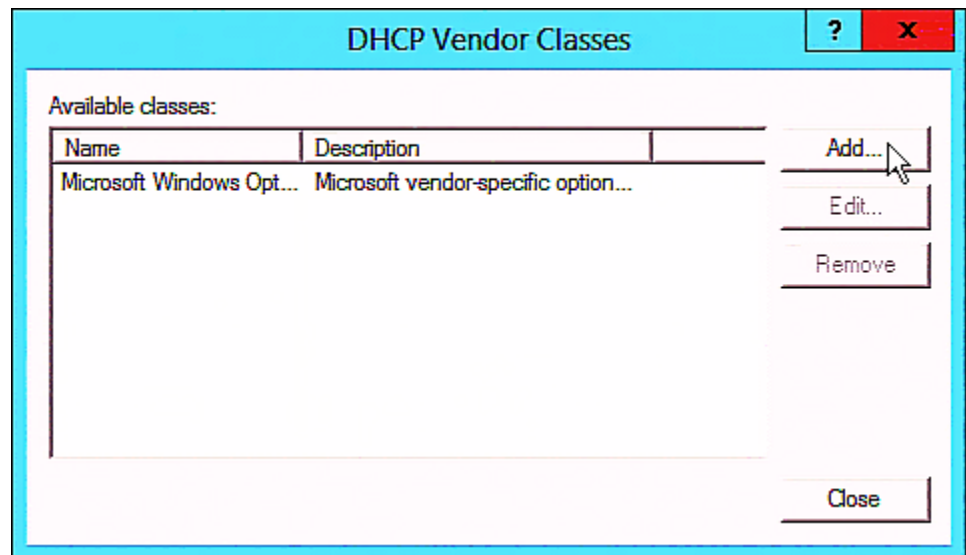 DHCP Vendor Classes
? x
Available classes:
Name Description
Microsoft Windows Opt... Microsoft vendor-specific option...
Add...
Edit...
Remove
Close